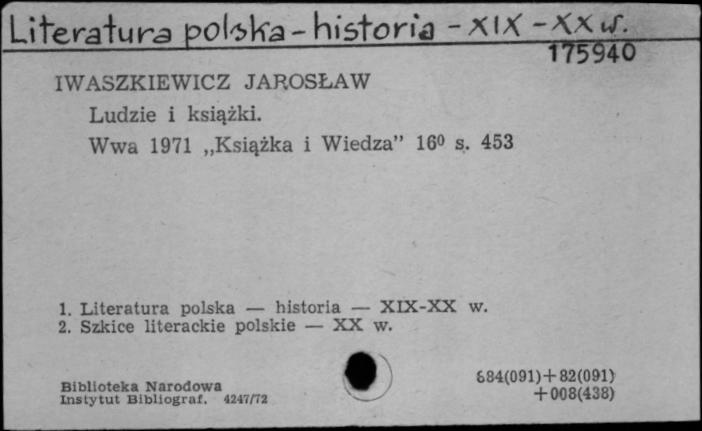 Literatura polska - historia - XIX - XX w.
175940
IWASZKIEWICZ JAROSŁAW
Ludzie i książki.
Wwa 1971 „Książka i Wiedza” 16⁰ s. 453
1. Literatura polska — historia — XIX-XX w.
2. Szkice literackie polskie — XX w.
Biblioteka Narodowa
Instytut Bibliograf. 4247/72
884(091)+82(091)
+008(438)